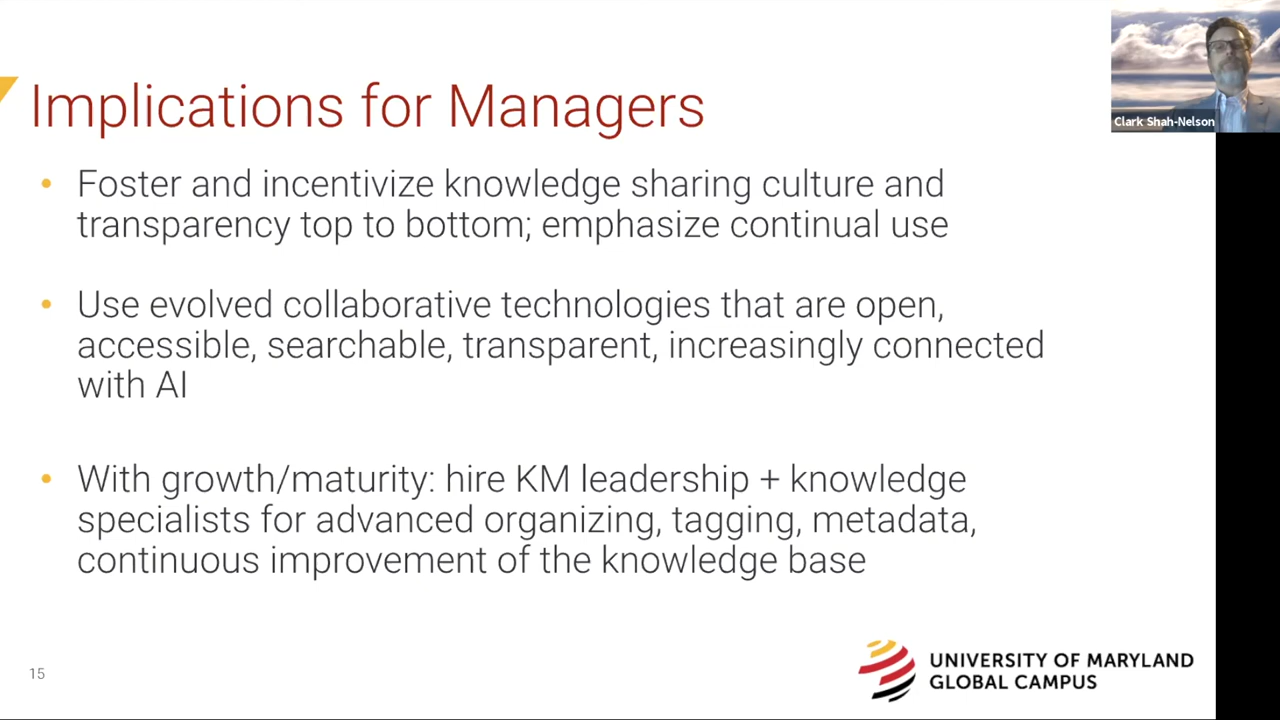 Implications for Managers
• Foster and incentivize knowledge sharing culture and
transparency top to bottom; emphasize continual use
• Use evolved collaborative technologies that are open,
accessible, searchable, transparent, increasingly connected
with AI
• With growth/maturity: hire KM leadership + knowledge
specialists for advanced organizing, tagging, metadata,
continuous improvement of the knowledge base
Clark Shah-Nelson
15
UNIVERSITY OF MARYLAND
GLOBAL CAMPUS